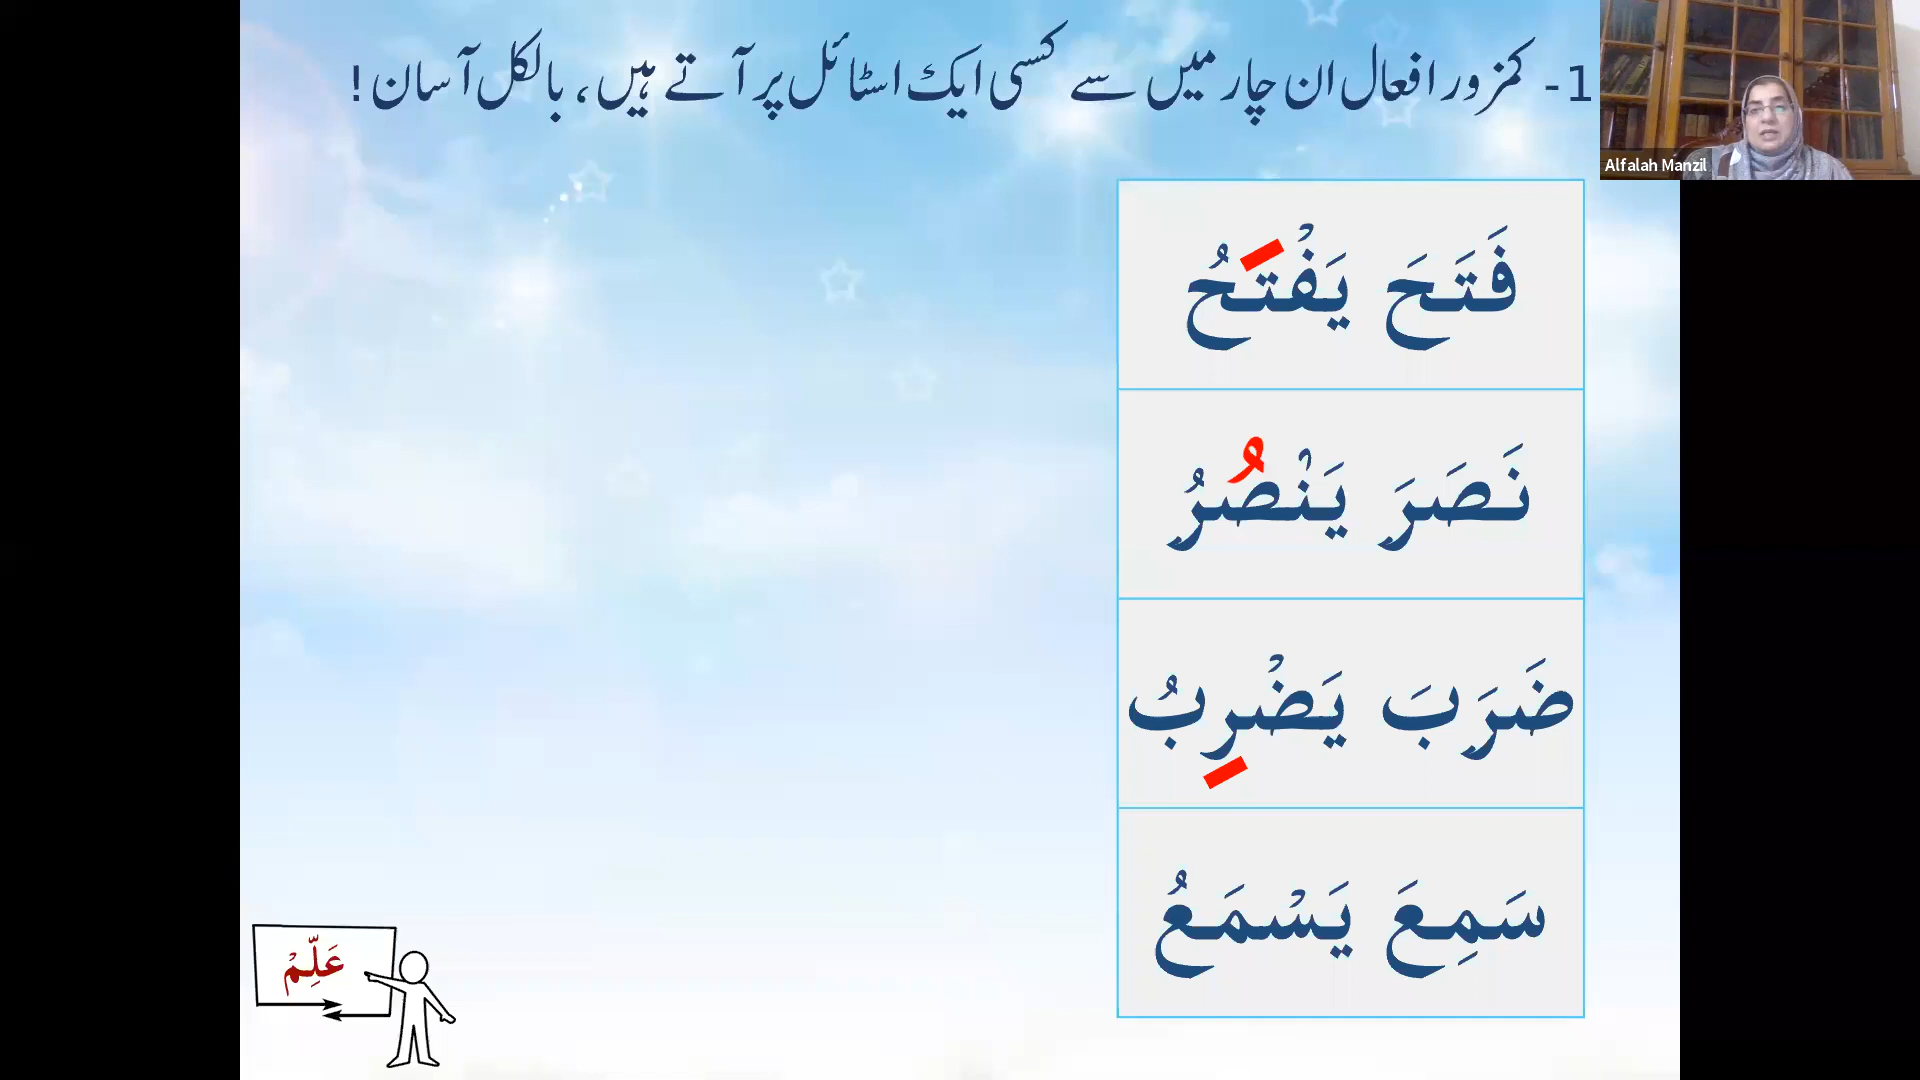 1- کمزور افعال ان چار میں سے کسی ایک اسٹائل پر آتے ہیں، بالکل آسان!
Alfalah Manzil
فَتَحَ يَفْتَحُ
نَصَرَ يَنْصُرُ
ضَرَبَ يَضْرِبُ
سَمِعَ يَسْمَعُ
عَلِّمْ